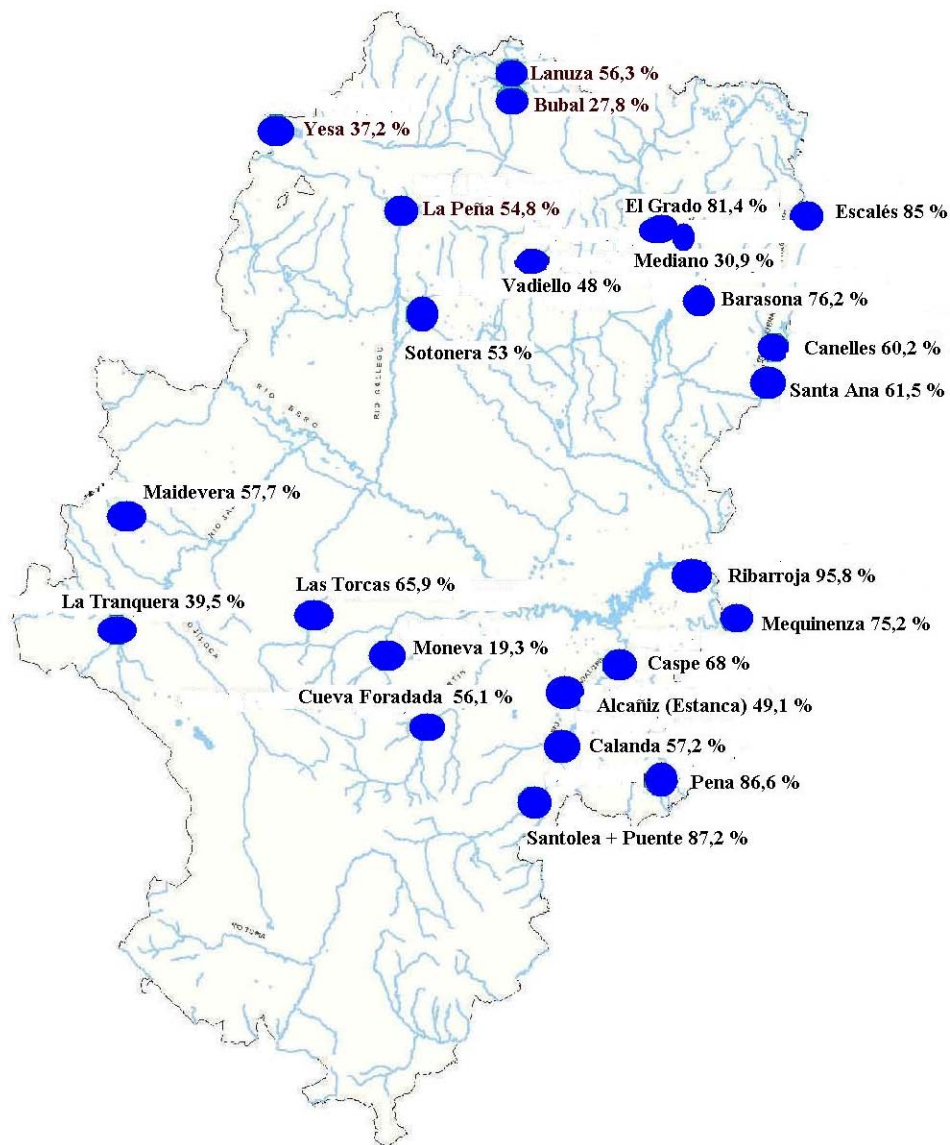 Lanuza 56,3 %
Bubal 27,8 %
Yesa 37,2 %
La Peña 54,8 %
El Grado 81,4 %
Escalés 85 %
Mediano 30,9 %
Vadiello 48 %
Barasona 76,2 %
Sotonera 53 %
Canelles 60,2 %
Santa Ana 61,5 %
RIO GALLEGO
RIO EBRO
Maidevera 57,7 %
Ribarroja 95,8 %
Las Torcas 65,9 %
La Tranquera 39,5 %
Mequinenza 75,2 %
Moneva 19,3 %
Caspe 68 %
Cueva Foradada 56,1 %
Alcañiz (Estanca) 49,1 %
Calanda 57,2 %
Pena 86,6 %
Santolea + Puente 87,2 %